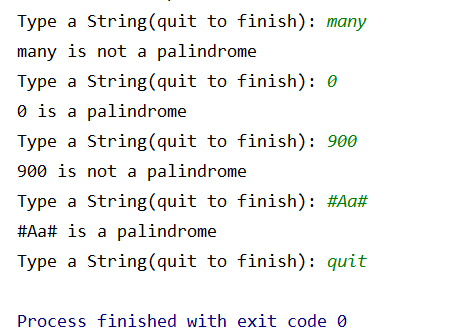 Type a String(quit to finish): many
many is not a palindrome
Type a String(quit to finish): 0
0 is a palindrome
Type a String(quit to finish): 900
900 is not a palindrome
Type a String(quit to finish): #Aa#
#Aa# is a palindrome
Type a String(quit to finish): quit
Process finished with exit code 0